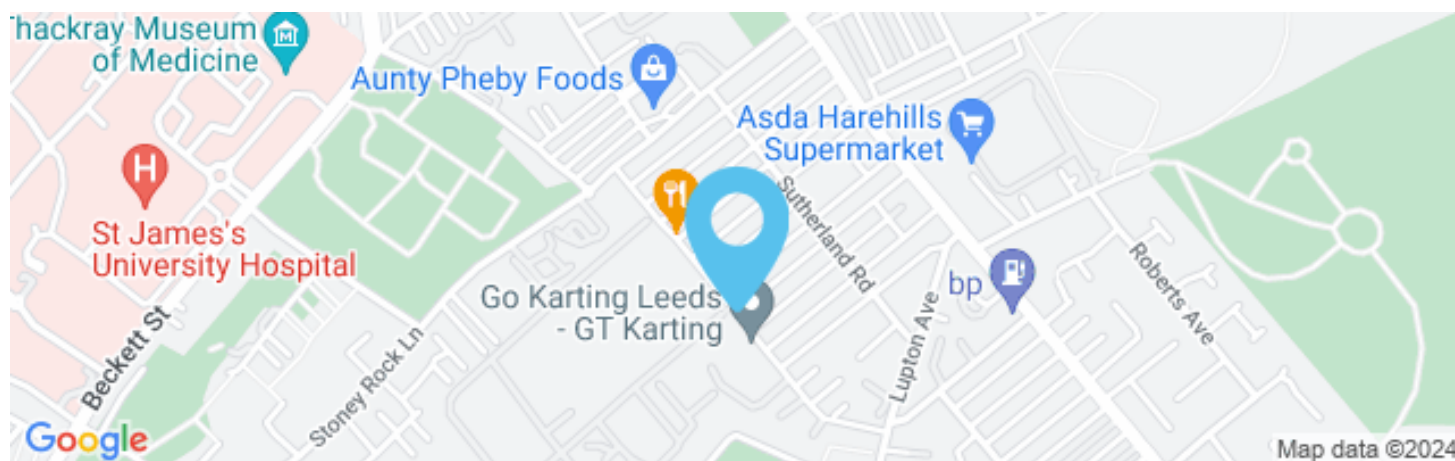 hackray Museum
of Medicine
Aunty Pheby Foods
Asda Harehills
Supermarket
H
St James's
University Hospital
Sutherland Rd
Go Karting Leeds
- GT Karting
bp
Roberts Ave
Lupton Ave
Beckett St
Stoney Rock Ln
Google
Map data ©2024